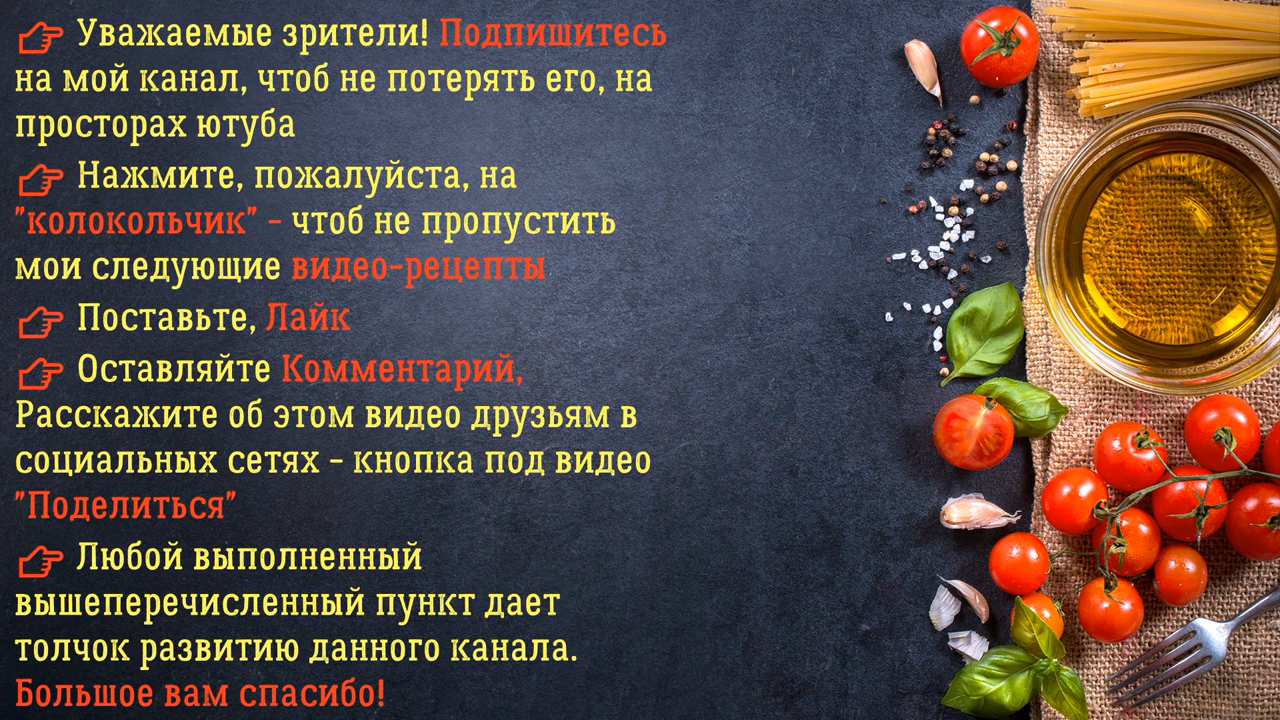 👉 Уважаемые зрители! Подпишитесь
на мой канал, чтоб не потерять его, на
просторах ютуба
👉 Нажмите, пожалуйста, на
"колокольчик" - чтоб не пропустить
мои следующие видео-рецепты
👉 Поставьте, Лайк
👉 Оставляйте Комментарий,
Расскажите об этом видео друзьям в
социальных сетях - кнопка под видео
"Поделиться"
👉 Любой выполненный
вышеперечисленный пункт дает
толчок развитию данного канала.
Большое вам спасибо!